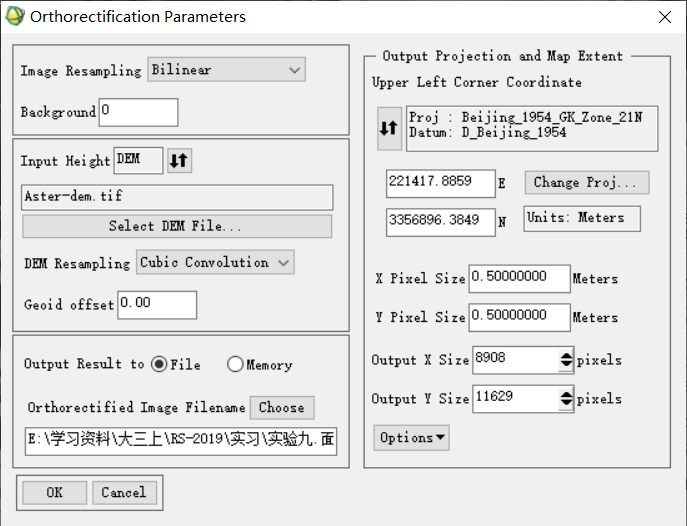 Orthorectification Parameters
Image Resampling Bilinear
Background 0
Input Height DEM
Aster-dem.tif
Select DEM File...
DEM Resampling Cubic Convolution
Geoid offset 0.00
Output Result to File Memory
Orthorectified Image Filename Choose
E:\学习资料\大三上\RS-2019\实习\实验九.面
OK Cancel
Output Projection and Map Extent
Upper Left Corner Coordinate
Proj : Beijing_1954_GK_Zone_21N
Datum: D_Beijing_1954
221417.8859 E Change Proj...
3356896.3849 N Units: Meters
X Pixel Size 0.50000000 Meters
Y Pixel Size 0.50000000 Meters
Output X Size 8908 pixels
Output Y Size 11629 pixels
Options